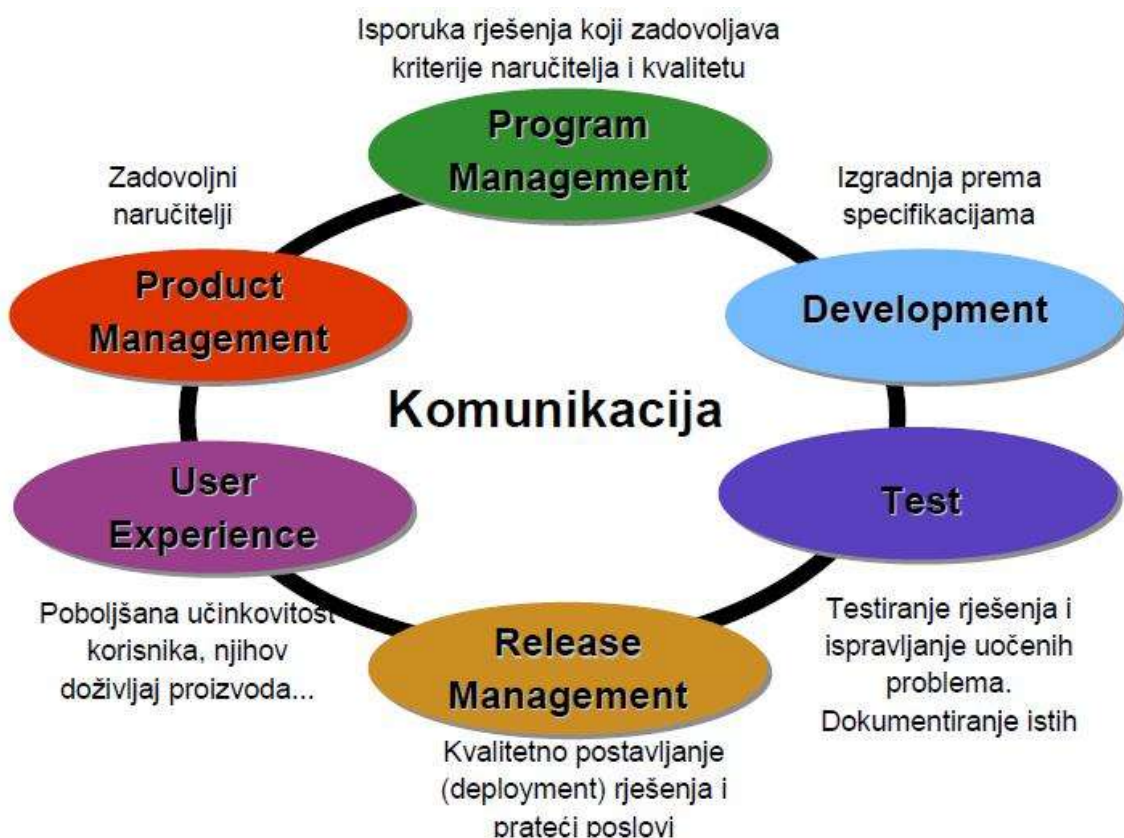 Isporuka rješenja koji zadovoljava
kriterije naručitelja i kvalitetu
Program
Management
Zadovoljni
naručitelji
Izgradnja prema
specifikacijama
Product
Management
Development
Komunikacija
User
Experience
Test
Poboljšana učinkovitost
korisnika, njihov
doživljaj proizvoda...
Release
Management
Testiranje rješenja i
ispravljanje uočenih
problema.
Dokumentiranje istih
Kvalitetno postavljanje
(deployment) rješenja i
prateći poslovi